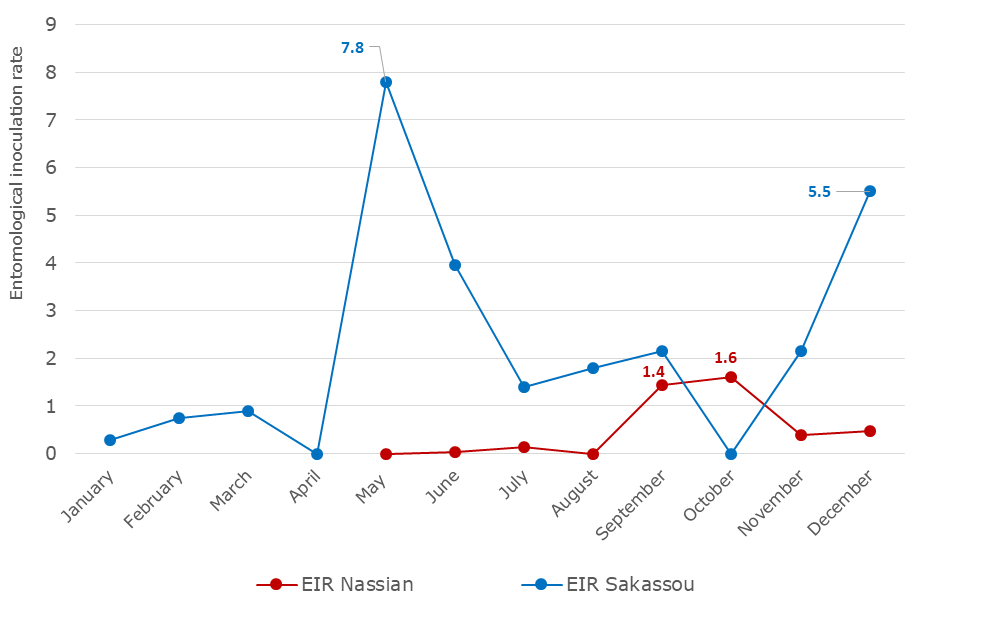 Entomological inoculation rate
9
8
7
6
5
4
3
2
1
0
7.8
5.5
1.4
1.6
January
February
March
April
May
June
July
August
September
October
November
December
EIR Nassian
EIR Sakassou